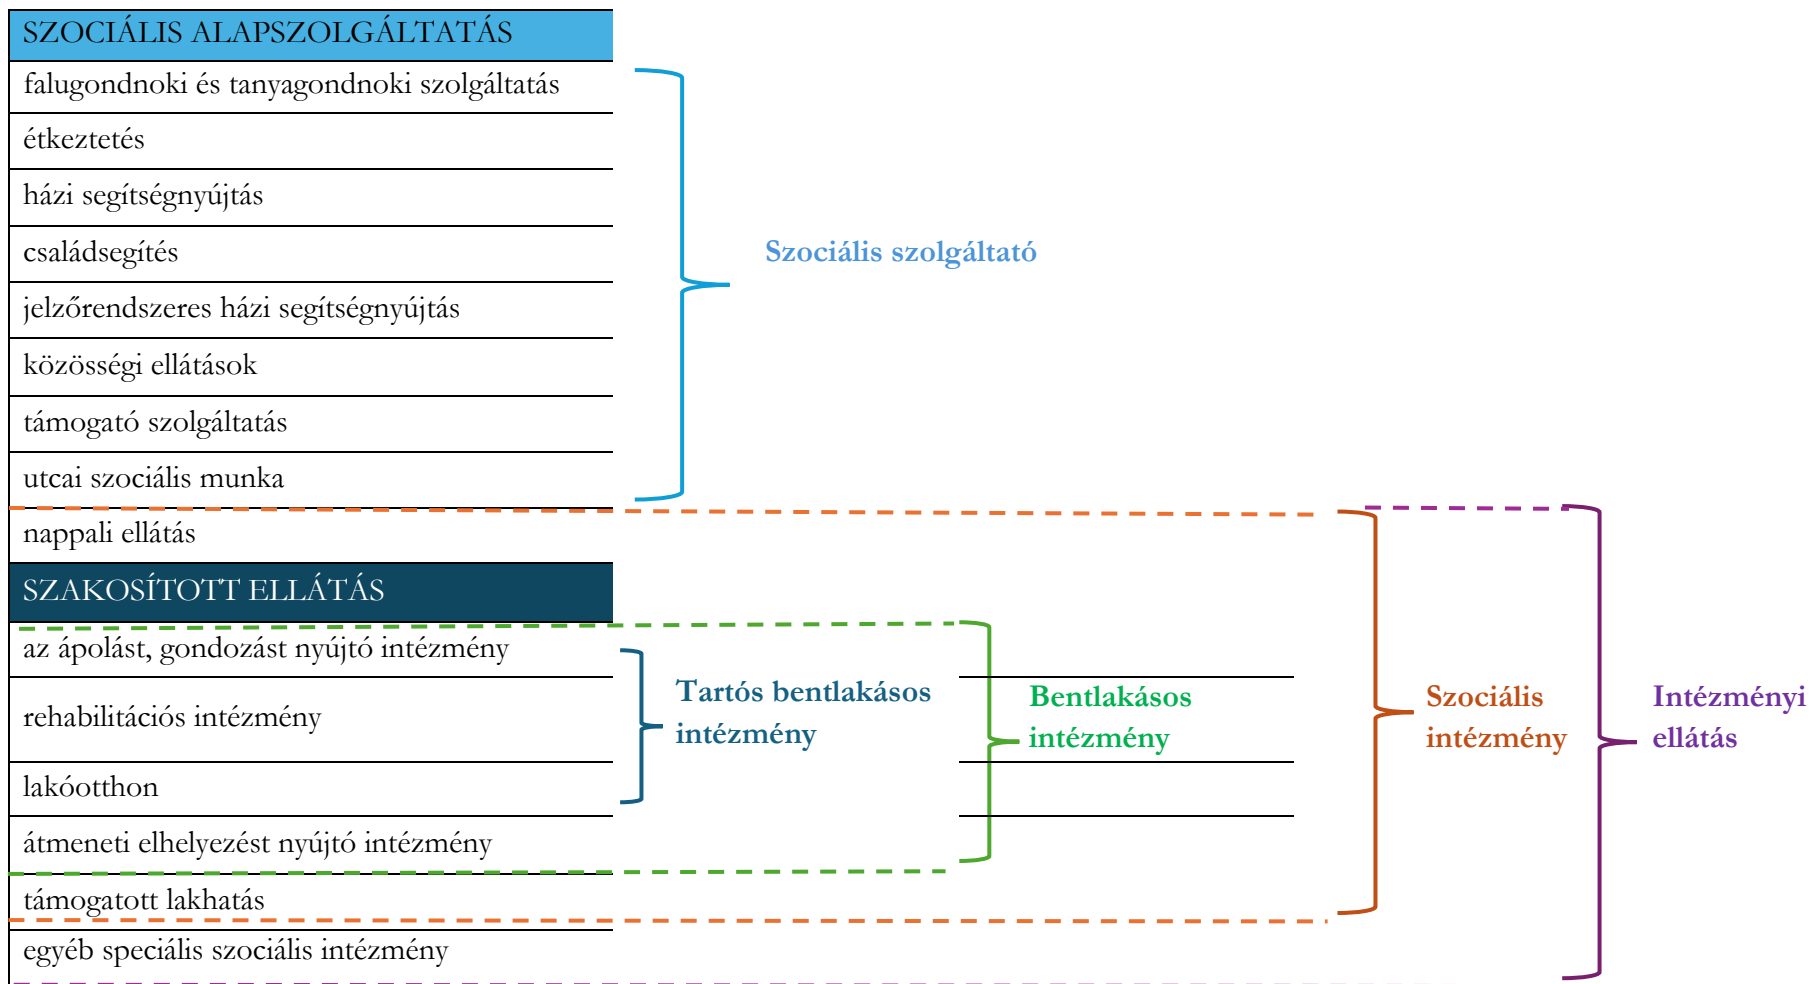 SZOCIÁLIS ALAPSZOLGÁLTATÁS
falugondnoki és tanyagondnoki szolgáltatás
étkeztetés
házi segítségnyújtás
családsegítés
Szociális szolgáltató
jelzőrendszeres házi segítségnyújtás
közösségi ellátások
támogató szolgáltatás
utcai szociális munka
nappali ellátás
SZAKOSÍTOTT ELLÁTÁS
az ápolást, gondozást nyújtó intézmény
rehabilitációs intézmény
lakóotthon
átmeneti elhelyezést nyújtó intézmény
támogatott lakhatás
egyéb speciális szociális intézmény
Tartós bentlakásos
intézmény
Bentlakásos
intézmény
Szociális
intézmény
Intézményi
ellátás